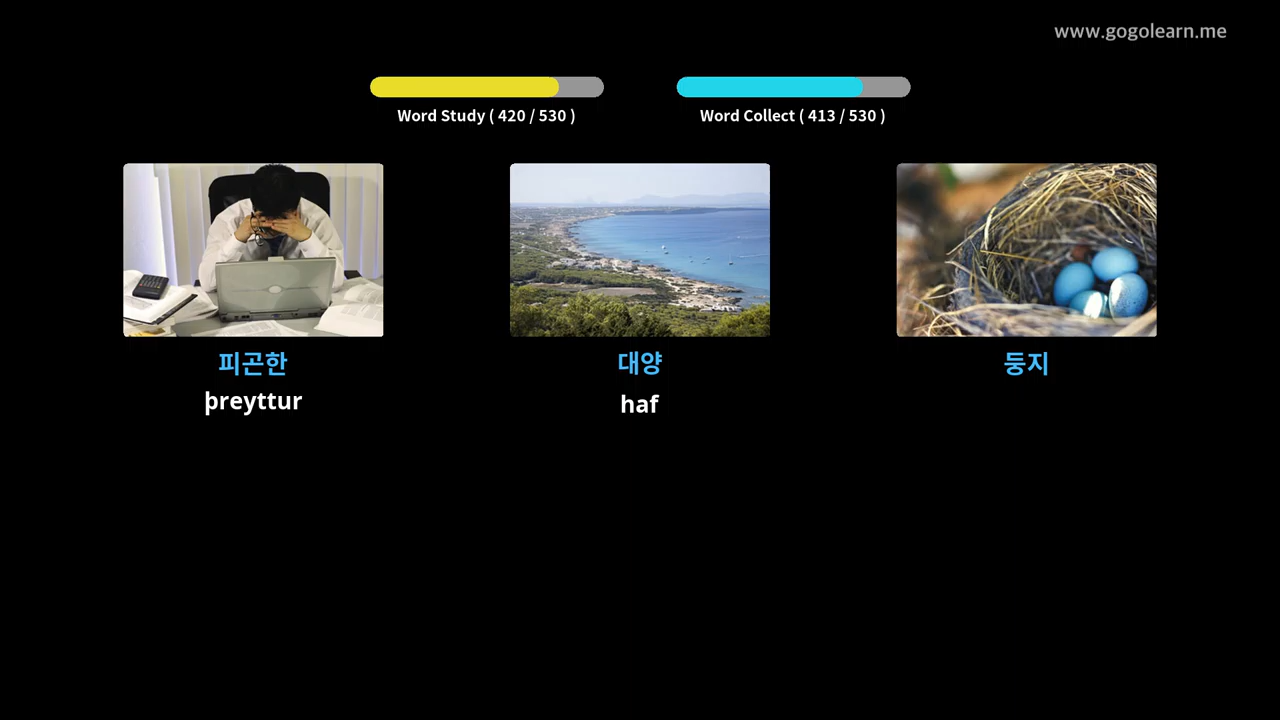 www.gogolearn.me
Word Study ( 420 / 530 )
Word Collect ( 413 / 530 )
피곤한
대양
둥지
þreyttur
haf